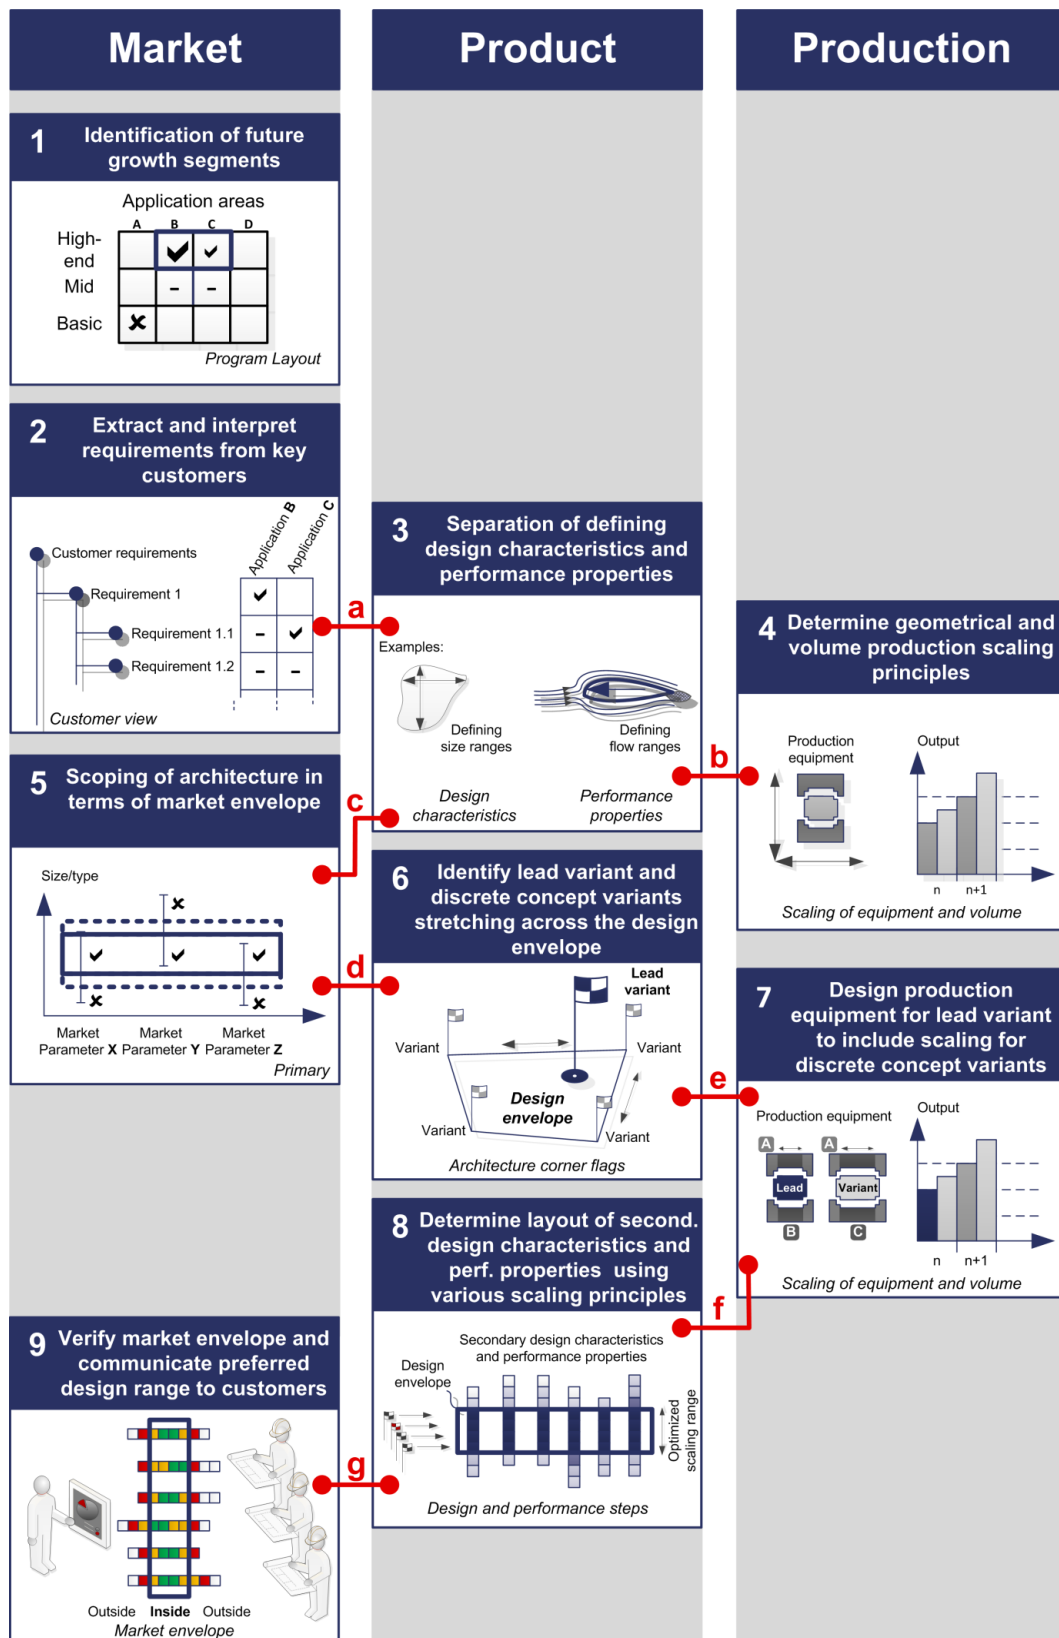 Market
Product
Production
1
Identification of future
growth segments
Application areas
A B C D
High-
end
Mid
Basic
Program Layout
2
Extract and interpret
requirements from key
customers
Application B
Application C
Customer requirements
Requirement 1
Requirement 1.1
Requirement 1.2
Customer view
a
3
Separation of defining
design characteristics and
performance properties
Examples:
Defining
size ranges
Defining
flow ranges
Design
characteristics
Performance
properties
b
4
Determine geometrical and
volume production scaling
principles
Production
equipment
Output
n n+1
Scaling of equipment and volume
5
Scoping of architecture in
terms of market envelope
c
Size/type
Market
Parameter X
Market
Parameter Y
Market
Parameter Z
Primary
d
6
Identify lead variant and
discrete concept variants
stretching across the design
envelope
Lead
variant
Variant
Variant
Design
envelope
Variant
Variant
Architecture corner flags
e
7
Design production
equipment for lead variant
to include scaling for
discrete concept variants
Production equipment
Output
A
A
Lead
Variant
B
C
n n+1
Scaling of equipment and volume
f
8
Determine layout of second.
design characteristics and
perf. properties using
various scaling principles
Secondary design characteristics
and performance properties
Design
envelope
Optimized
scaling range
Design and performance steps
g
9
Verify market envelope and
communicate preferred
design range to customers
Outside Inside Outside
Market envelope